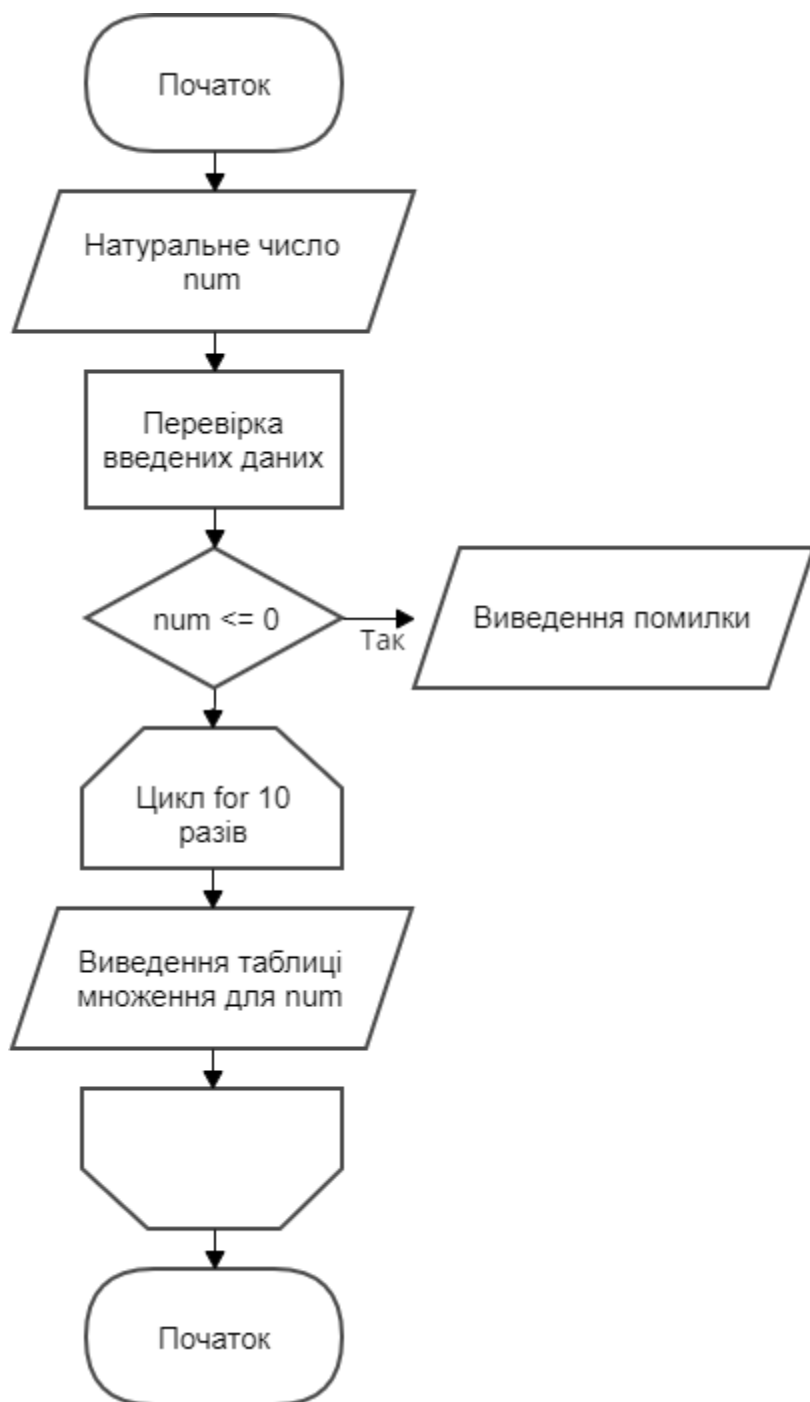 Початок
Натуральне число
num
Перевірка
введених даних
num <= 0
Так
Виведення помилки
Цикл for 10
разів
Виведення таблиці
множення для num
Початок